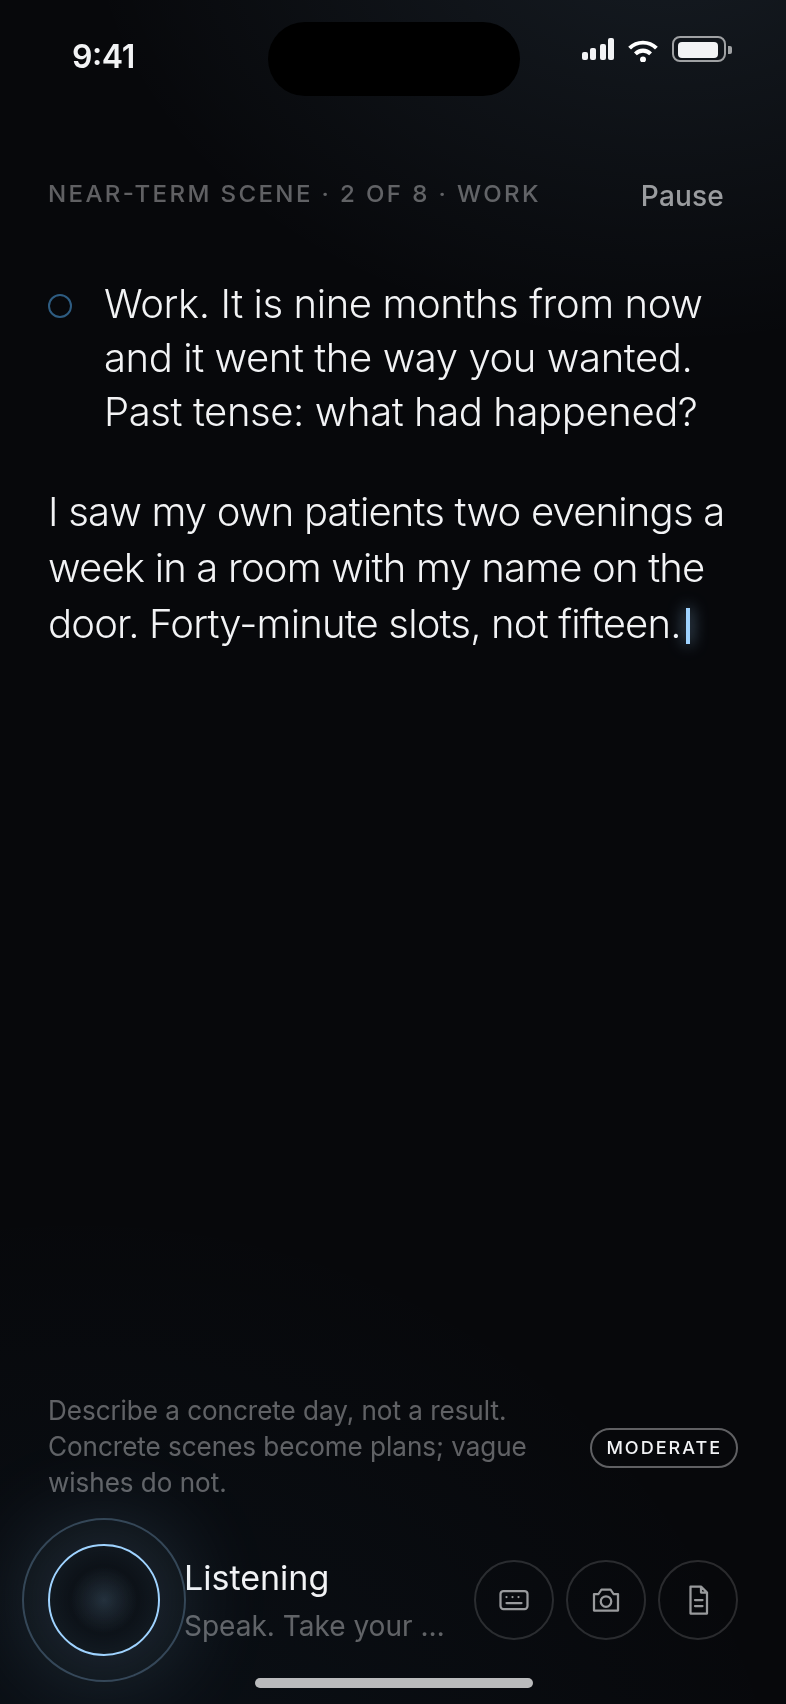 9:41
NEAR-TERM SCENE · 2 OF 8 · WORK
Pause
Work. It is nine months from now
and it went the way you wanted.
Past tense: what had happened?
I saw my own patients two evenings a
week in a room with my name on the
door. Forty-minute slots, not fifteen.
Describe a concrete day, not a result.
Concrete scenes become plans; vague
wishes do not.
MODERATE
Listening
Speak. Take your ...